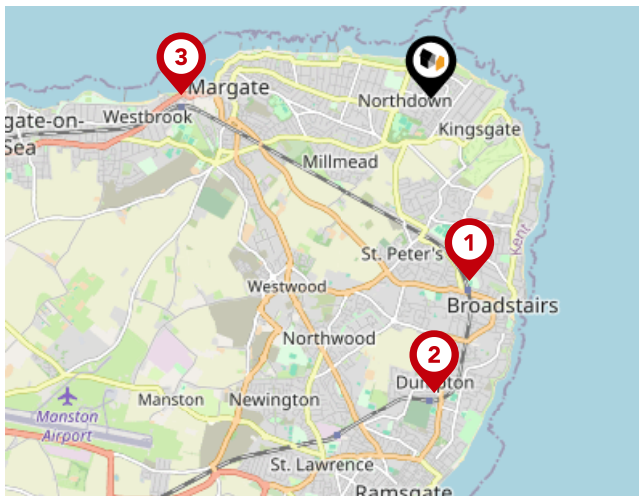 3
Margate
Northdown
gate-on-
Sea
Westbrook
Kingsgate
Millmead
1
Kent
St. Peter's
Westwood
Broadstairs
Northwood
2
Dumpton
Manston
Newington
Manston
Airport
St. Lawrence
Ramsgate